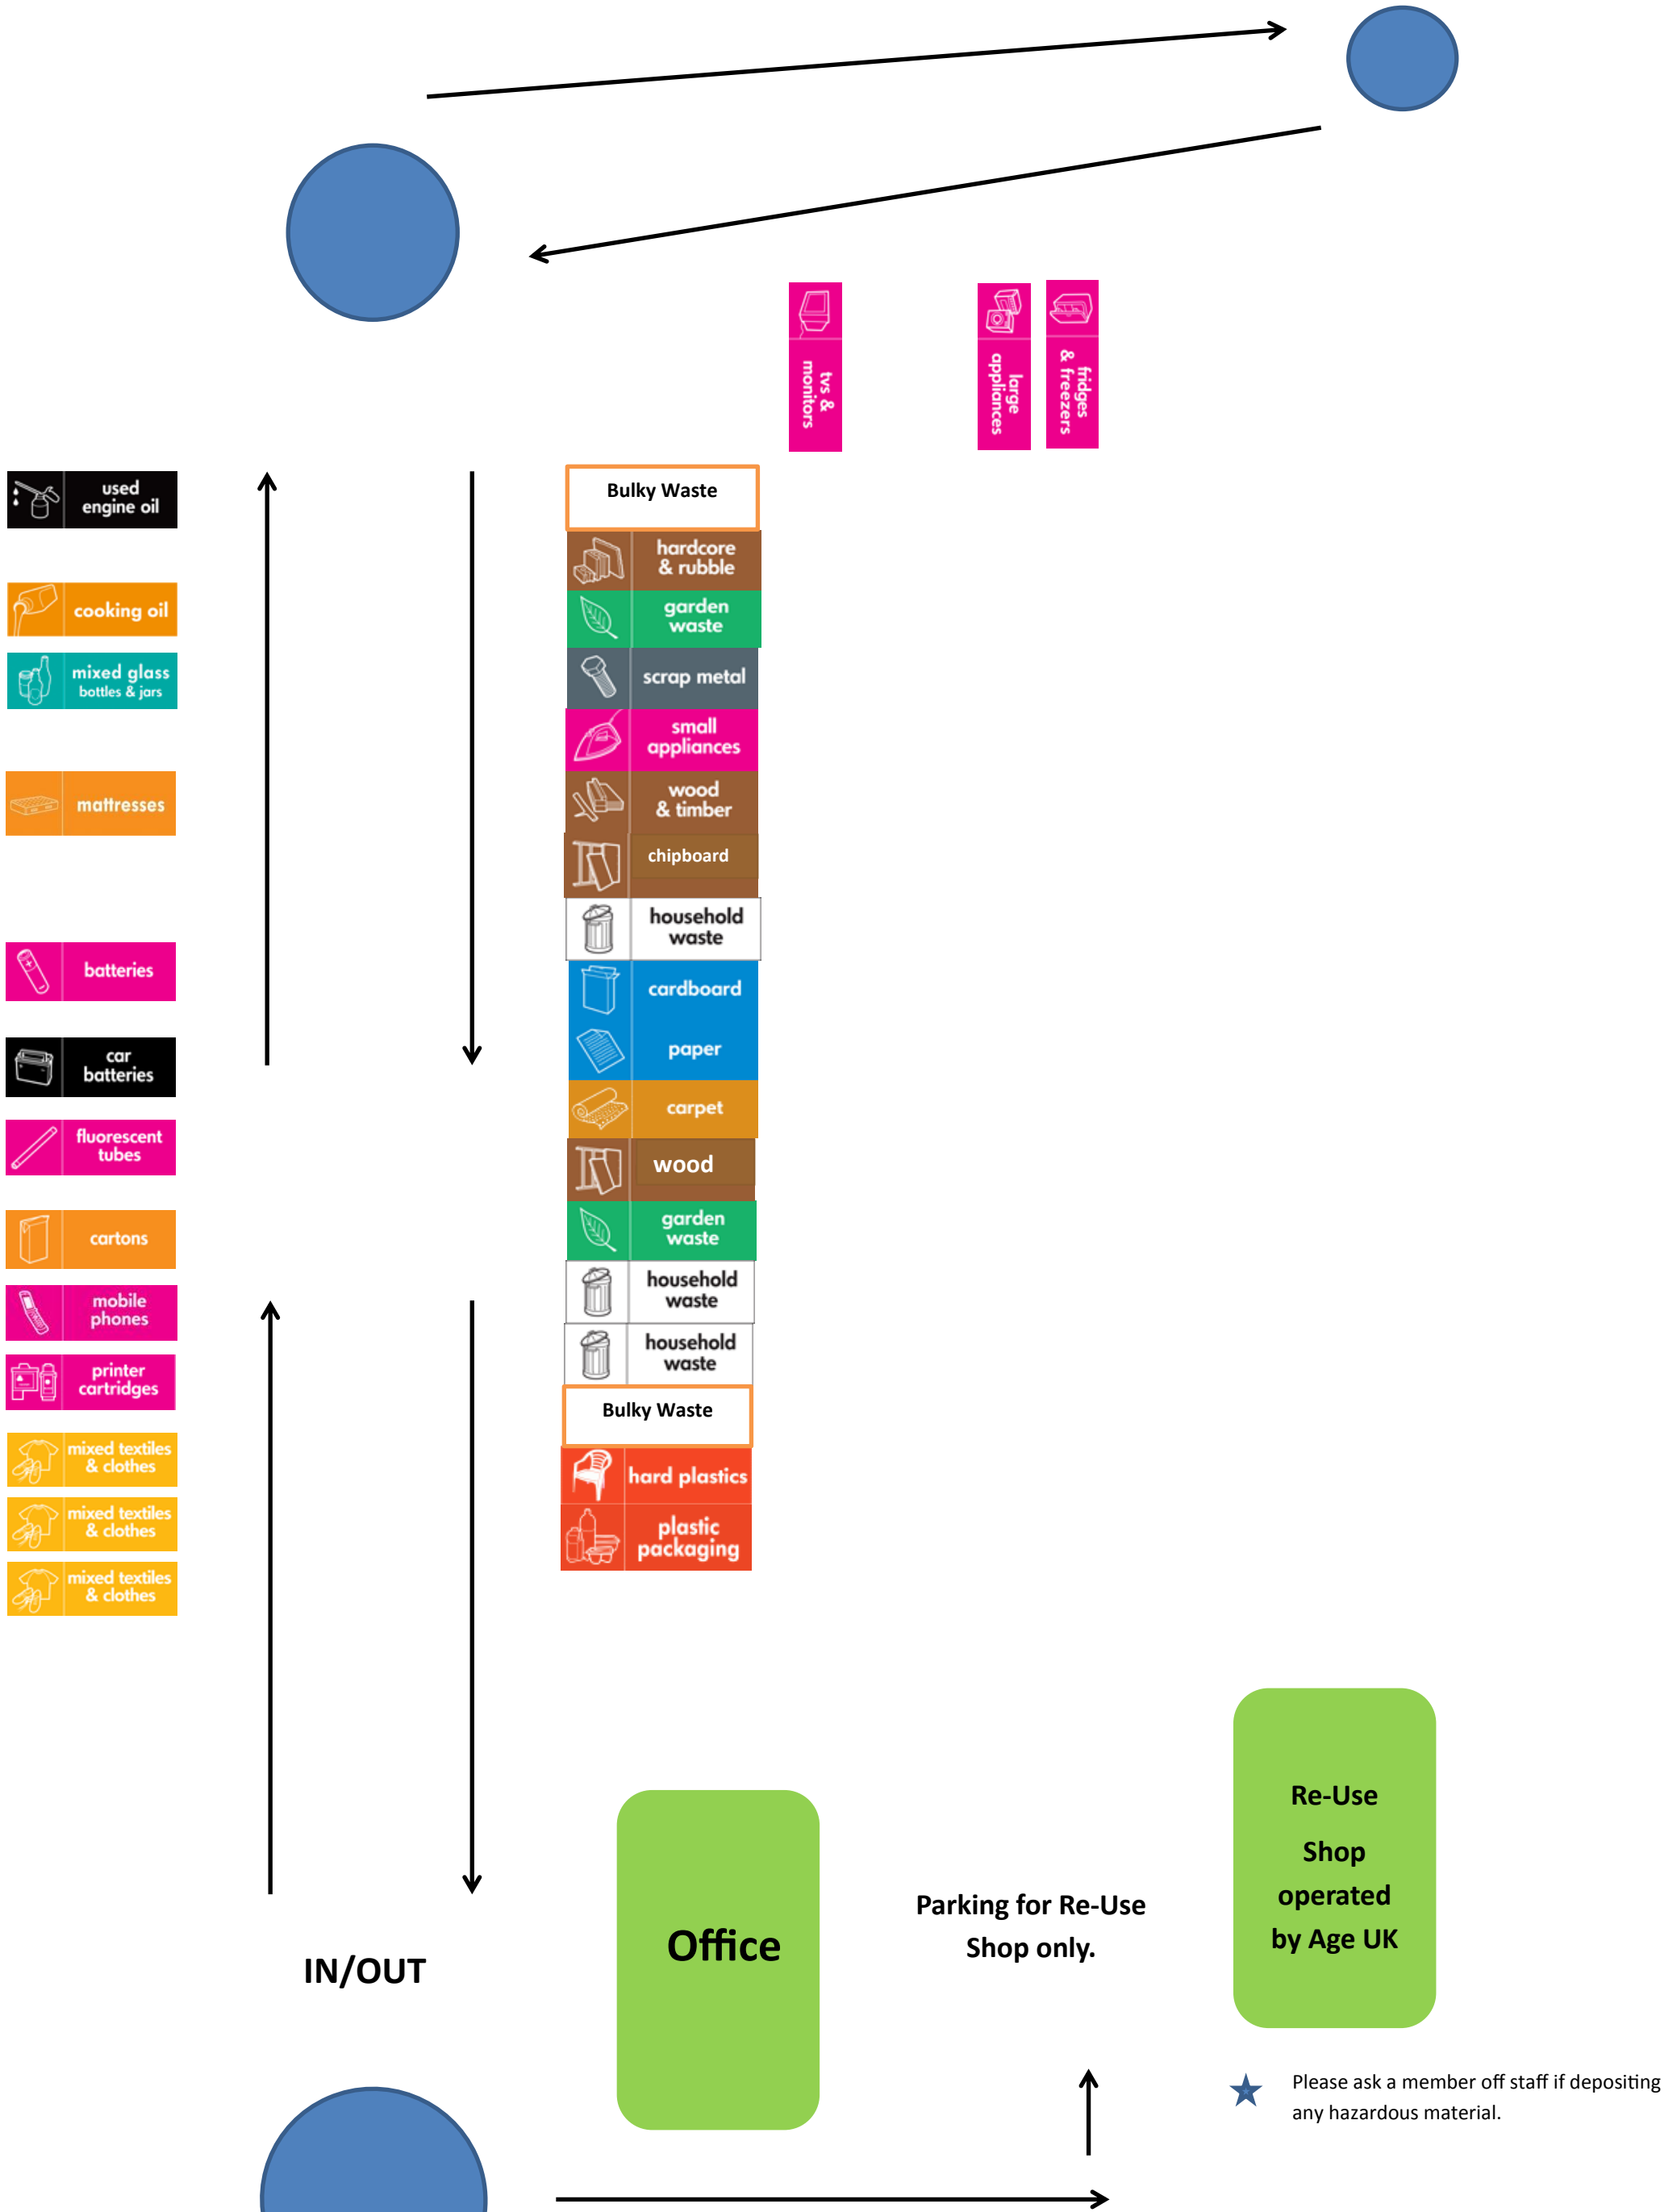 tvs &
monitors
large
appliances
fridges
& freezers
used
engine oil
cooking oil
mixed glass
bottles & jars
mattresses
batteries
car
batteries
fluorescent
tubes
cartons
mobile
phones
printer
cartridges
mixed textiles
& clothes
mixed textiles
& clothes
mixed textiles
& clothes
Bulky Waste
hardcore
& rubble
garden
waste
scrap metal
small
appliances
wood
& timber
chipboard
household
waste
cardboard
paper
carpet
wood
garden
waste
household
waste
household
waste
Bulky Waste
hard plastics
plastic
packaging
IN/OUT
Office
Parking for Re-Use
Shop only.
Re-Use
Shop
operated
by Age UK
Please ask a member off staff if depositing
any hazardous material.